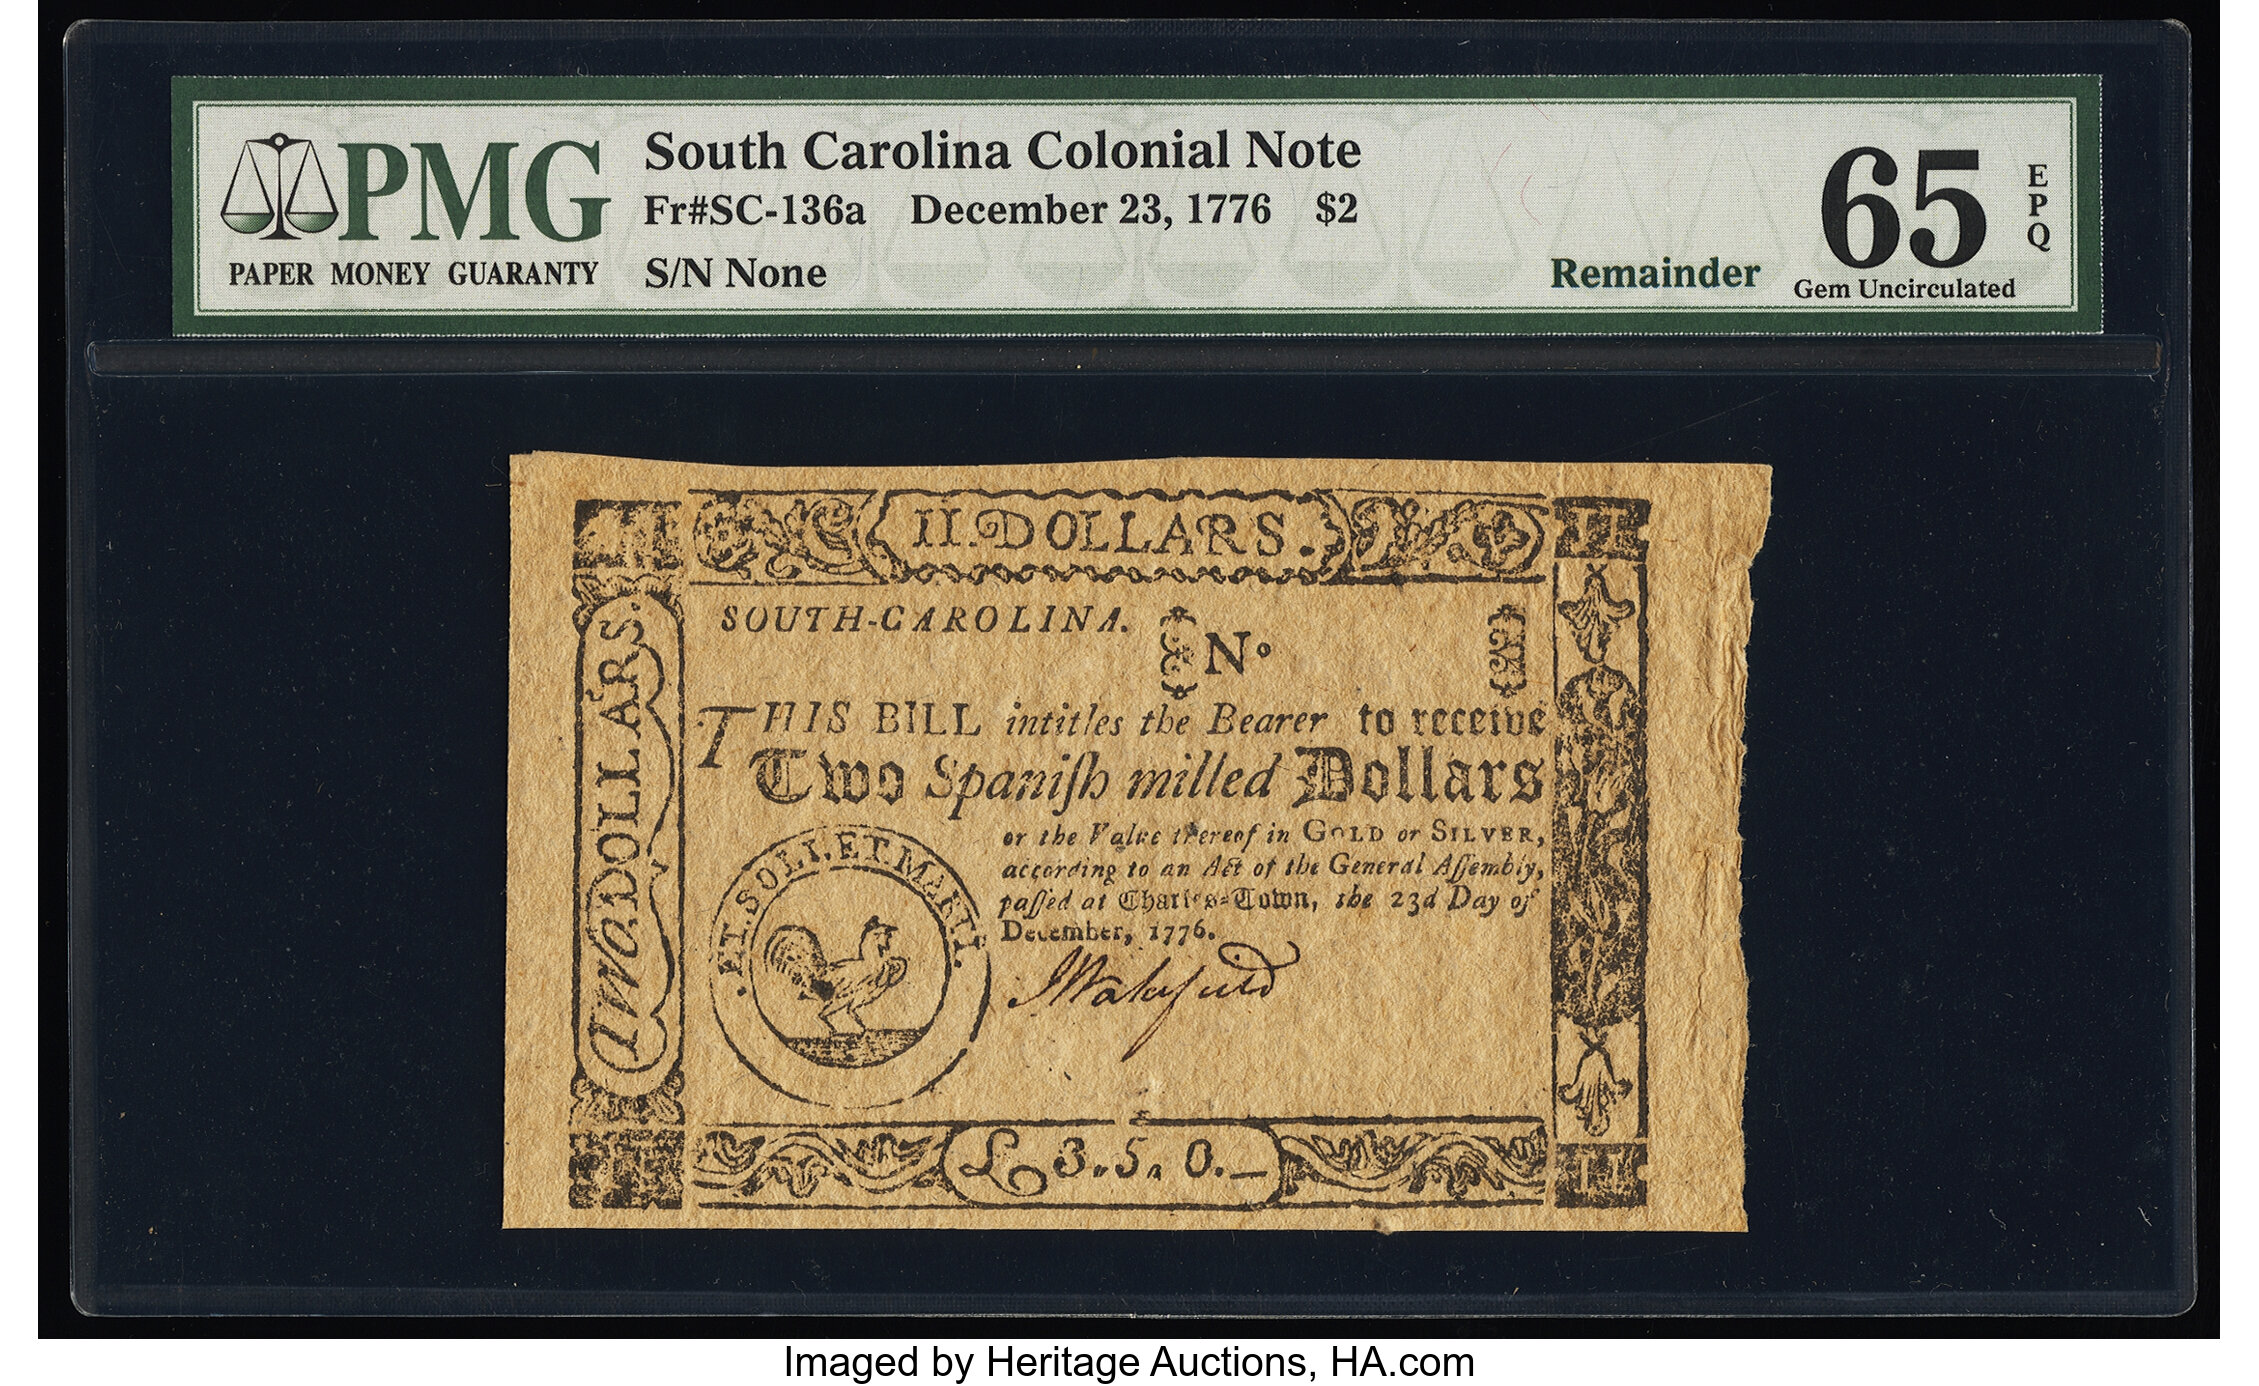 PMG
PAPER MONEY GUARANTY
South Carolina Colonial Note
Fr#SC-136a December 23, 1776 $2
S/N None
Remainder
65
EPQ
Gem Uncirculated
II. DOLLARS.
Two DOLLARS.
SOUTH-CAROLINA. No
THIS BILL intitles the Bearer to receive
Two Spaniſh milled Dollars
or the Value thereof in GOLD or SILVER,
according to an Act of the General Aſſembly,
paſſed at Charles-Town, the 23d Day of
December, 1776.
ET. SOLI. ET. MARTI.
JWakefield
£ 3. 5. 0. —
II
II
Imaged by Heritage Auctions, HA.com